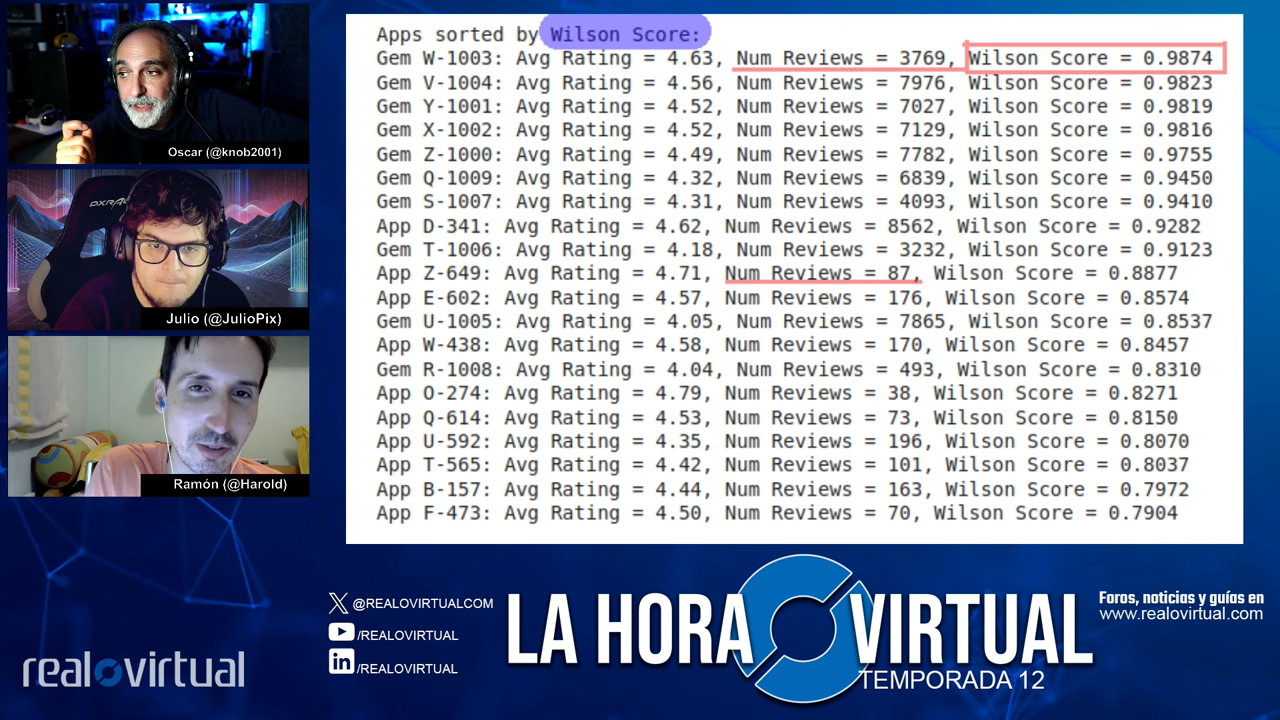 Oscar (@knob2001)
DXRA
Julio (@JulioPix)
Ramón (@Harold)
Apps sorted by Wilson Score:
Gem W-1003: Avg Rating = 4.63, Num Reviews = 3769, Wilson Score = 0.9874
Gem V-1004: Avg Rating = 4.56, Num Reviews = 7976, Wilson Score = 0.9823
Gem Y-1001: Avg Rating = 4.52, Num Reviews = 7027, Wilson Score = 0.9819
Gem X-1002: Avg Rating = 4.52, Num Reviews = 7129, Wilson Score = 0.9816
Gem Z-1000: Avg Rating = 4.49, Num Reviews = 7782, Wilson Score = 0.9755
Gem Q-1009: Avg Rating = 4.32, Num Reviews = 6839, Wilson Score = 0.9450
Gem S-1007: Avg Rating = 4.31, Num Reviews = 4093, Wilson Score = 0.9410
App D-341: Avg Rating = 4.62, Num Reviews = 8562, Wilson Score = 0.9282
Gem T-1006: Avg Rating = 4.18, Num Reviews = 3232, Wilson Score = 0.9123
App Z-649: Avg Rating = 4.71, Num Reviews = 87, Wilson Score = 0.8877
App E-602: Avg Rating = 4.57, Num Reviews = 176, Wilson Score = 0.8574
Gem U-1005: Avg Rating = 4.05, Num Reviews = 7865, Wilson Score = 0.8537
App W-438: Avg Rating = 4.58, Num Reviews = 170, Wilson Score = 0.8457
Gem R-1008: Avg Rating = 4.04, Num Reviews = 493, Wilson Score = 0.8310
App O-274: Avg Rating = 4.79, Num Reviews = 38, Wilson Score = 0.8271
App Q-614: Avg Rating = 4.53, Num Reviews = 73, Wilson Score = 0.8150
App U-592: Avg Rating = 4.35, Num Reviews = 196, Wilson Score = 0.8070
App T-565: Avg Rating = 4.42, Num Reviews = 101, Wilson Score = 0.8037
App B-157: Avg Rating = 4.44, Num Reviews = 163, Wilson Score = 0.7972
App F-473: Avg Rating = 4.50, Num Reviews = 70, Wilson Score = 0.7904
realovirtual
@REALOVIRTUALCOM
/REALOVIRTUAL
/REALOVIRTUAL
LA HORA VIRTUAL
TEMPORADA 12
Foros, noticias y guías en
www.realovirtual.com